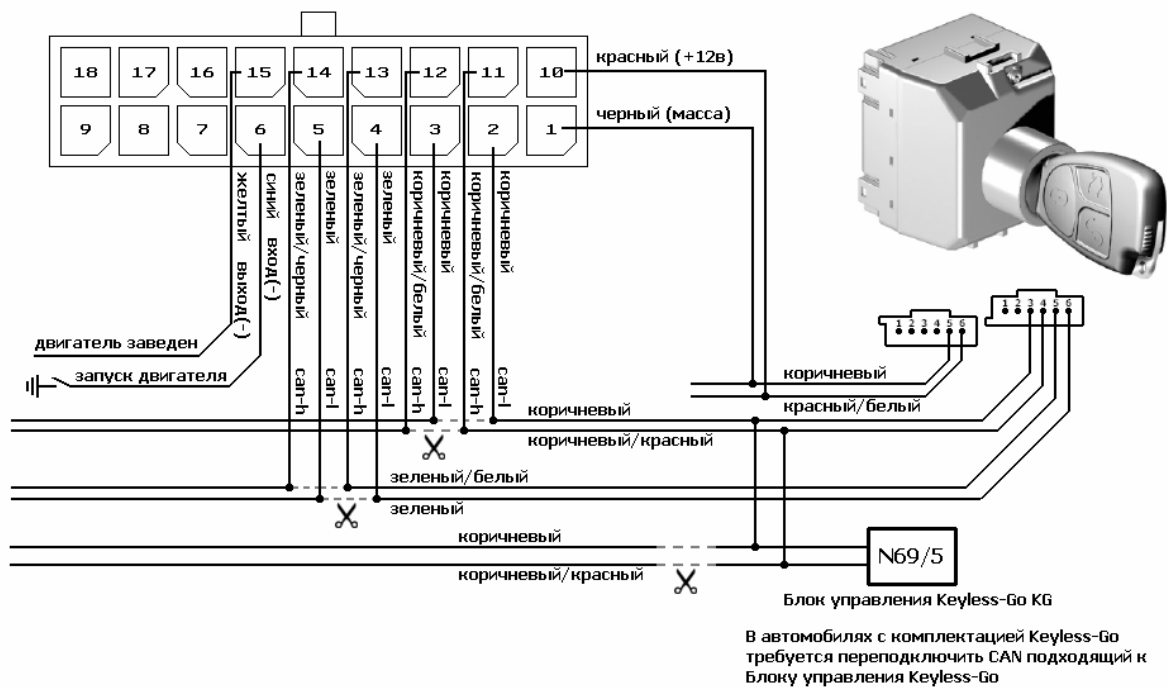 18 17 16 15 14 13 12 11 10
красный (+12в)
9 8 7 6 5 4 3 2 1
черный (масса)
желтый выход(-)
синий вход(-)
зеленый/черный
зеленый
зеленый/черный
зеленый
коричневый/белый
коричневый
коричневый/белый
коричневый
1 2 3 4 5 6
1 2 3 4 5 6
двигатель заведен
запуск двигателя
can-h
can-l
can-h
can-l
can-h
can-l
can-h
can-l
коричневый
красный/белый
коричневый
коричневый/красный
зеленый/белый
зеленый
коричневый
коричневый/красный
N69/5
Блок управления Keyless-Go KG
В автомобилях с комплектацией Keyless-Go
требуется переподключить CAN подходящий к
Блоку управления Keyless-Go